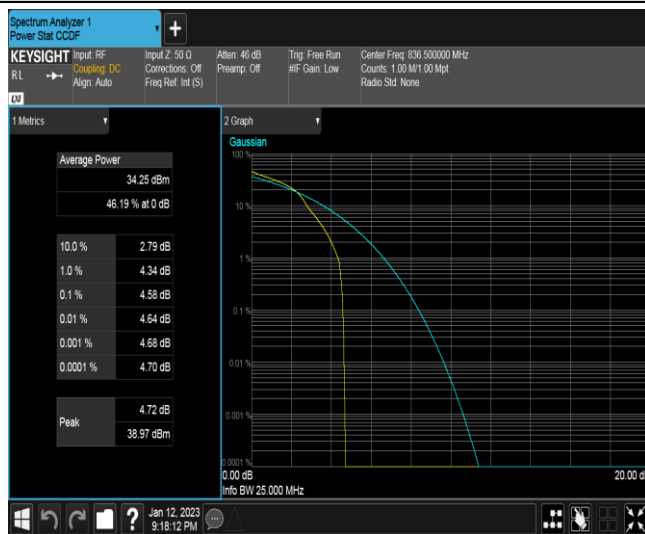 Spectrum Analyzer 1
Power Stat CCDF
+
KEYSIGHT
RL
LXI
Input: RF
Coupling: DC
Align: Auto
Input Z: 50 Ω
Corrections: Off
Freq Ref: Int (S)
Atten: 46 dB
Preamp: Off
Trig: Free Run
#IF Gain: Low
Center Freq: 836.500000 MHz
Counts: 1.00 M/1.00 Mpt
Radio Std: None
1 Metrics
Average Power
34.25 dBm
46.19 % at 0 dB
10.0 % 2.79 dB
1.0 % 4.34 dB
0.1 % 4.58 dB
0.01 % 4.64 dB
0.001 % 4.68 dB
0.0001 % 4.70 dB
Peak
4.72 dB
38.97 dBm
2 Graph
Gaussian
100 %
10 %
1 %
0.1 %
0.01 %
0.001 %
0.0001 %
0.00 dB
20.00 d
Info BW 25.000 MHz
?
Jan 12, 2023
9:18:12 PM